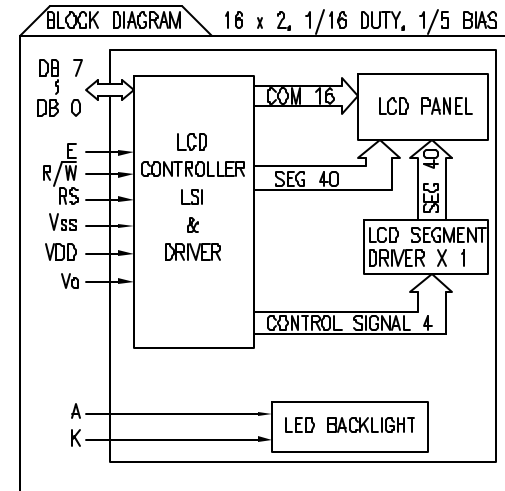 BLOCK DIAGRAM 16 x 2, 1/16 DUTY, 1/5 BIAS
DB 7
∫
DB 0
E
R/W
RS
Vss
VDD
Vo
LCD
CONTROLLER
LSI
&
DRIVER
COM 16
SEG 40
CONTROL SIGNAL 4
LCD PANEL
SEG 40
LCD SEGMENT
DRIVER X 1
A
K
LED BACKLIGHT